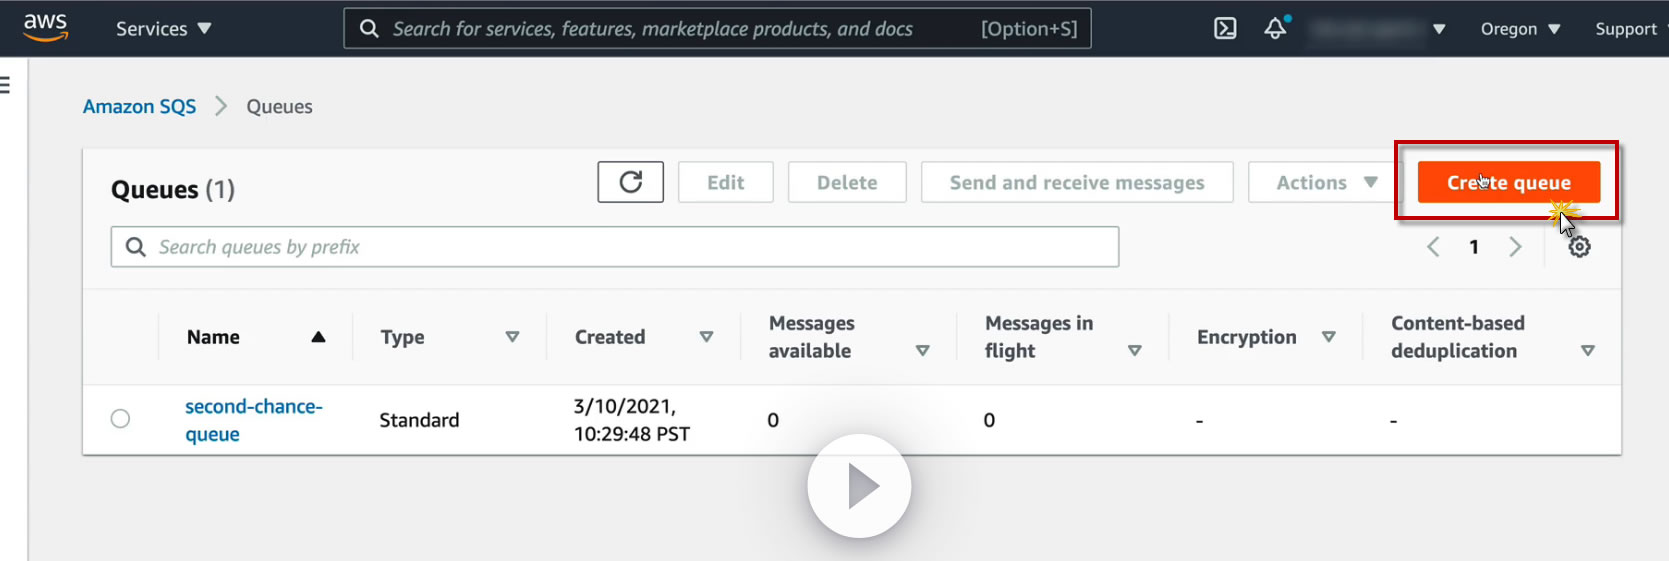 aws
Services
Search for services, features, marketplace products, and docs
[Option+S]
Oregon
Support
Amazon SQS
Queues
Queues (1)
Edit
Delete
Send and receive messages
Actions
Create queue
Search queues by prefix
1
Name
Type
Created
Messages
available
Messages in
flight
Encryption
Content-based
deduplication
second-chance-
queue
Standard
3/10/2021,
10:29:48 PST
0
0
-
-